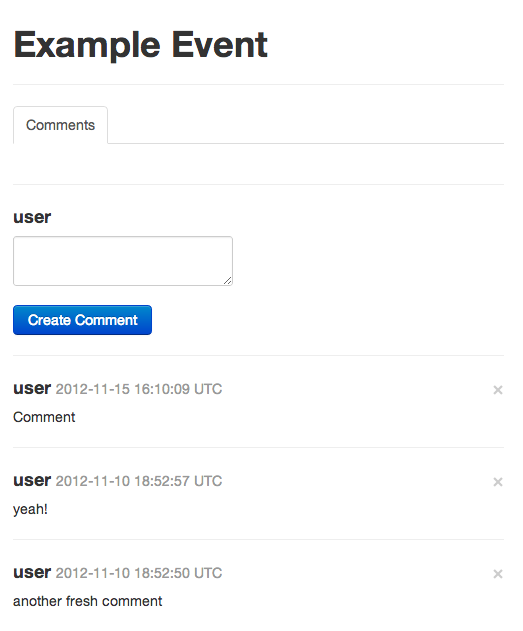 Example Event
Comments
user
Create Comment
user 2012-11-15 16:10:09 UTC ×
Comment
user 2012-11-10 18:52:57 UTC ×
yeah!
user 2012-11-10 18:52:50 UTC ×
another fresh comment